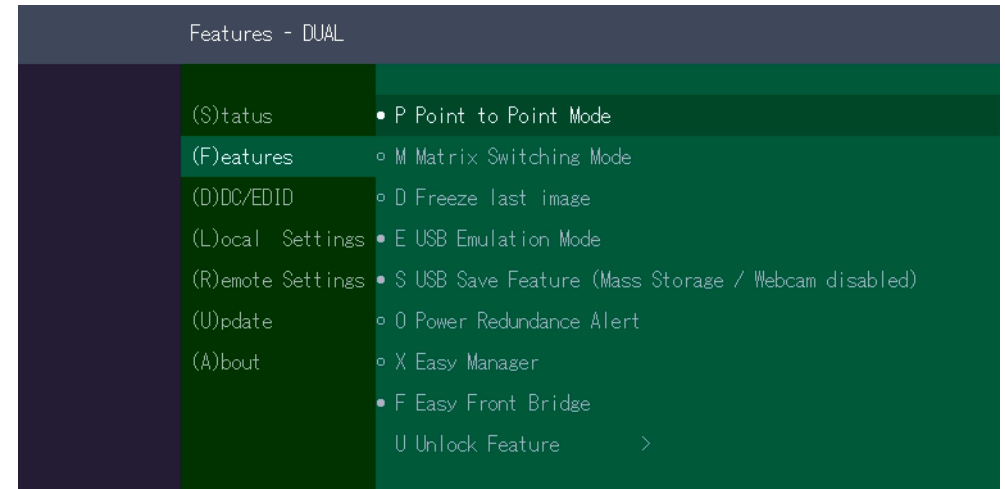 Features - DUAL
(S)tatus
(F)eatures
(D)DC/EDID
(L)ocal Settings
(R)emote Settings
(U)pdate
(A)bout
P Point to Point Mode
M Matrix Switching Mode
D Freeze last image
E USB Emulation Mode
S USB Save Feature (Mass Storage / Webcam disabled)
O Power Redundance Alert
X Easy Manager
F Easy Front Bridge
U Unlock Feature >